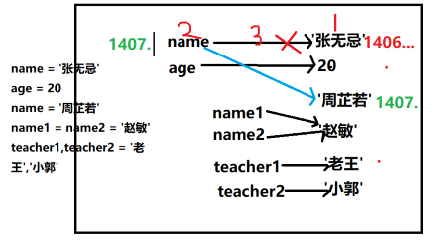 2
3
1
1407.
name
'张无忌'
1406...
age
20
'周芷若'
1407.
name1
name2
'赵敏'
teacher1
'老王'
teacher2
'小郭'
name = '张无忌'
age = 20
name = '周芷若'
name1 = name2 = '赵敏'
teacher1,teacher2 = '老
王','小郭'